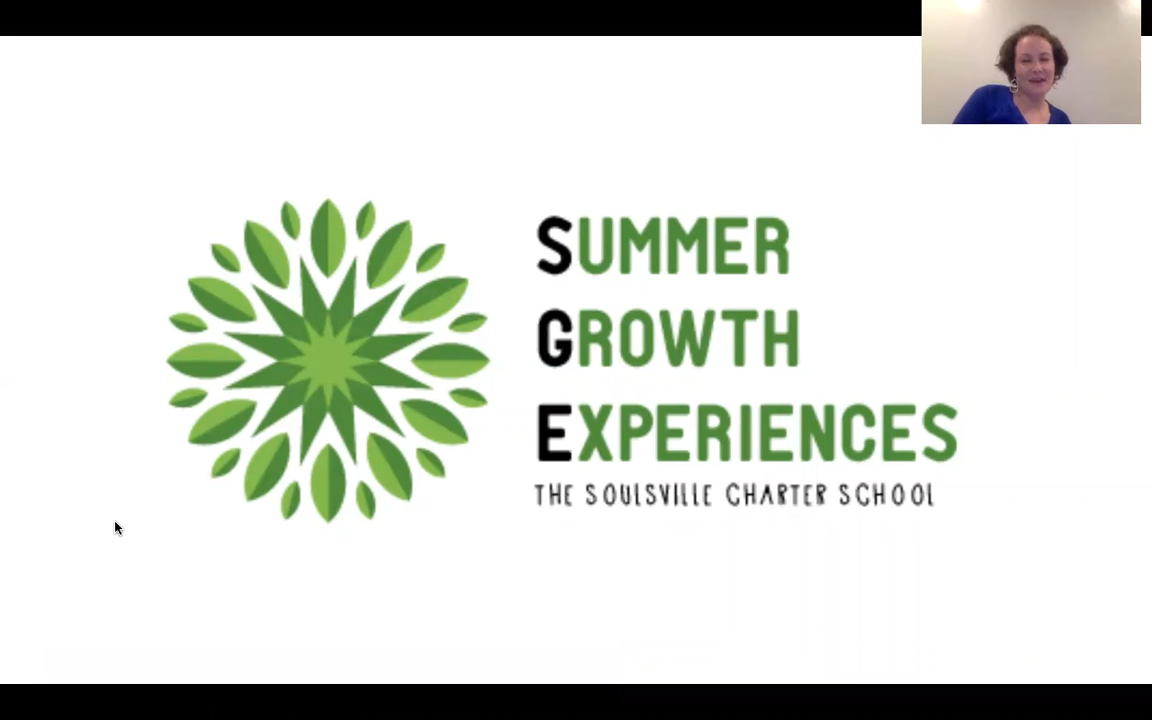 SUMMER
GROWTH
EXPERIENCES
THE SOULSVILLE CHARTER SCHOOL